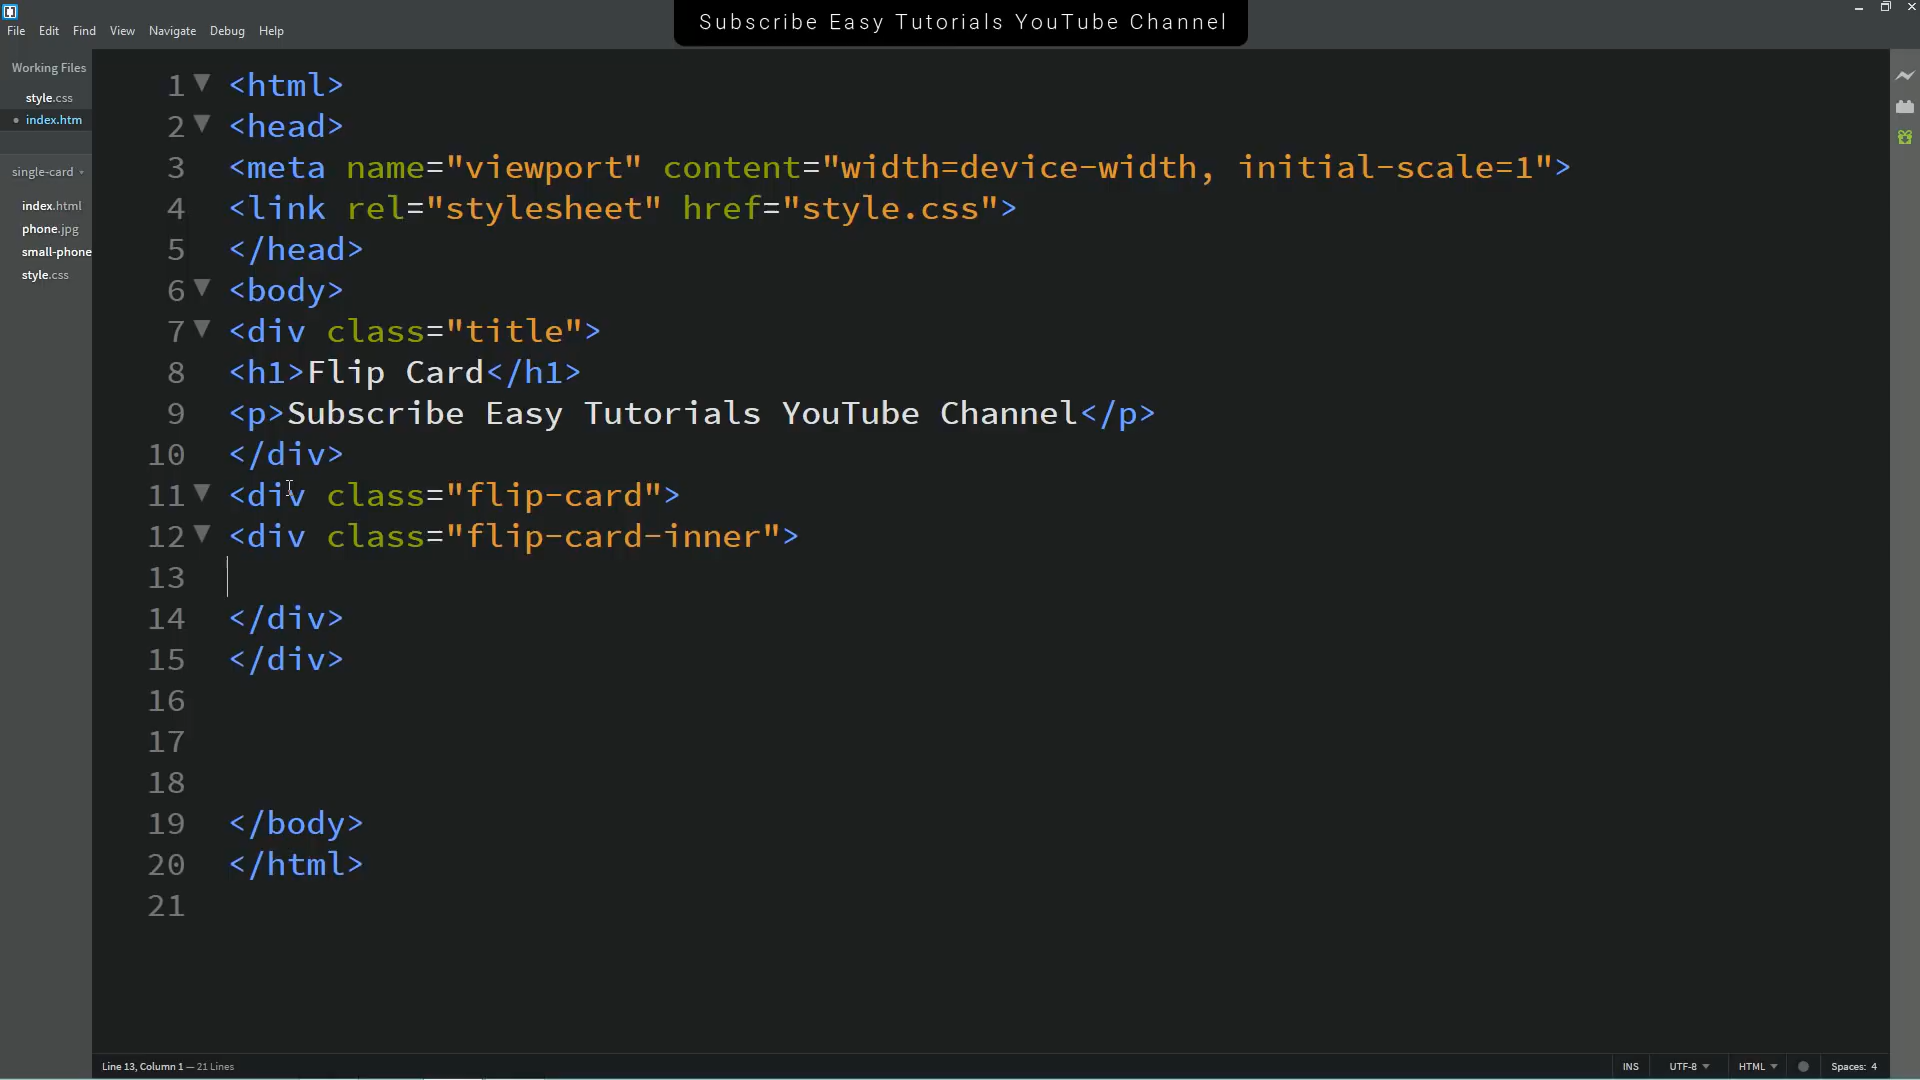 Subscribe Easy Tutorials YouTube Channel
File Edit Find View Navigate Debug Help
Working Files
style.css
index.htm
single-card
index.html
phone.jpg
small-phone
style.css
1 <html>
2 <head>
3 <meta name="viewport" content="width=device-width, initial-scale=1">
4 <link rel="stylesheet" href="style.css">
5 </head>
6 <body>
7 <div class="title">
8 <h1>Flip Card</h1>
9 <p>Subscribe Easy Tutorials YouTube Channel</p>
10 </div>
11 <div class="flip-card">
12 <div class="flip-card-inner">
13
14 </div>
15 </div>
16
17
18
19 </body>
20 </html>
21
Line 13, Column 1 — 21 Lines
INS UTF-8 HTML Spaces: 4